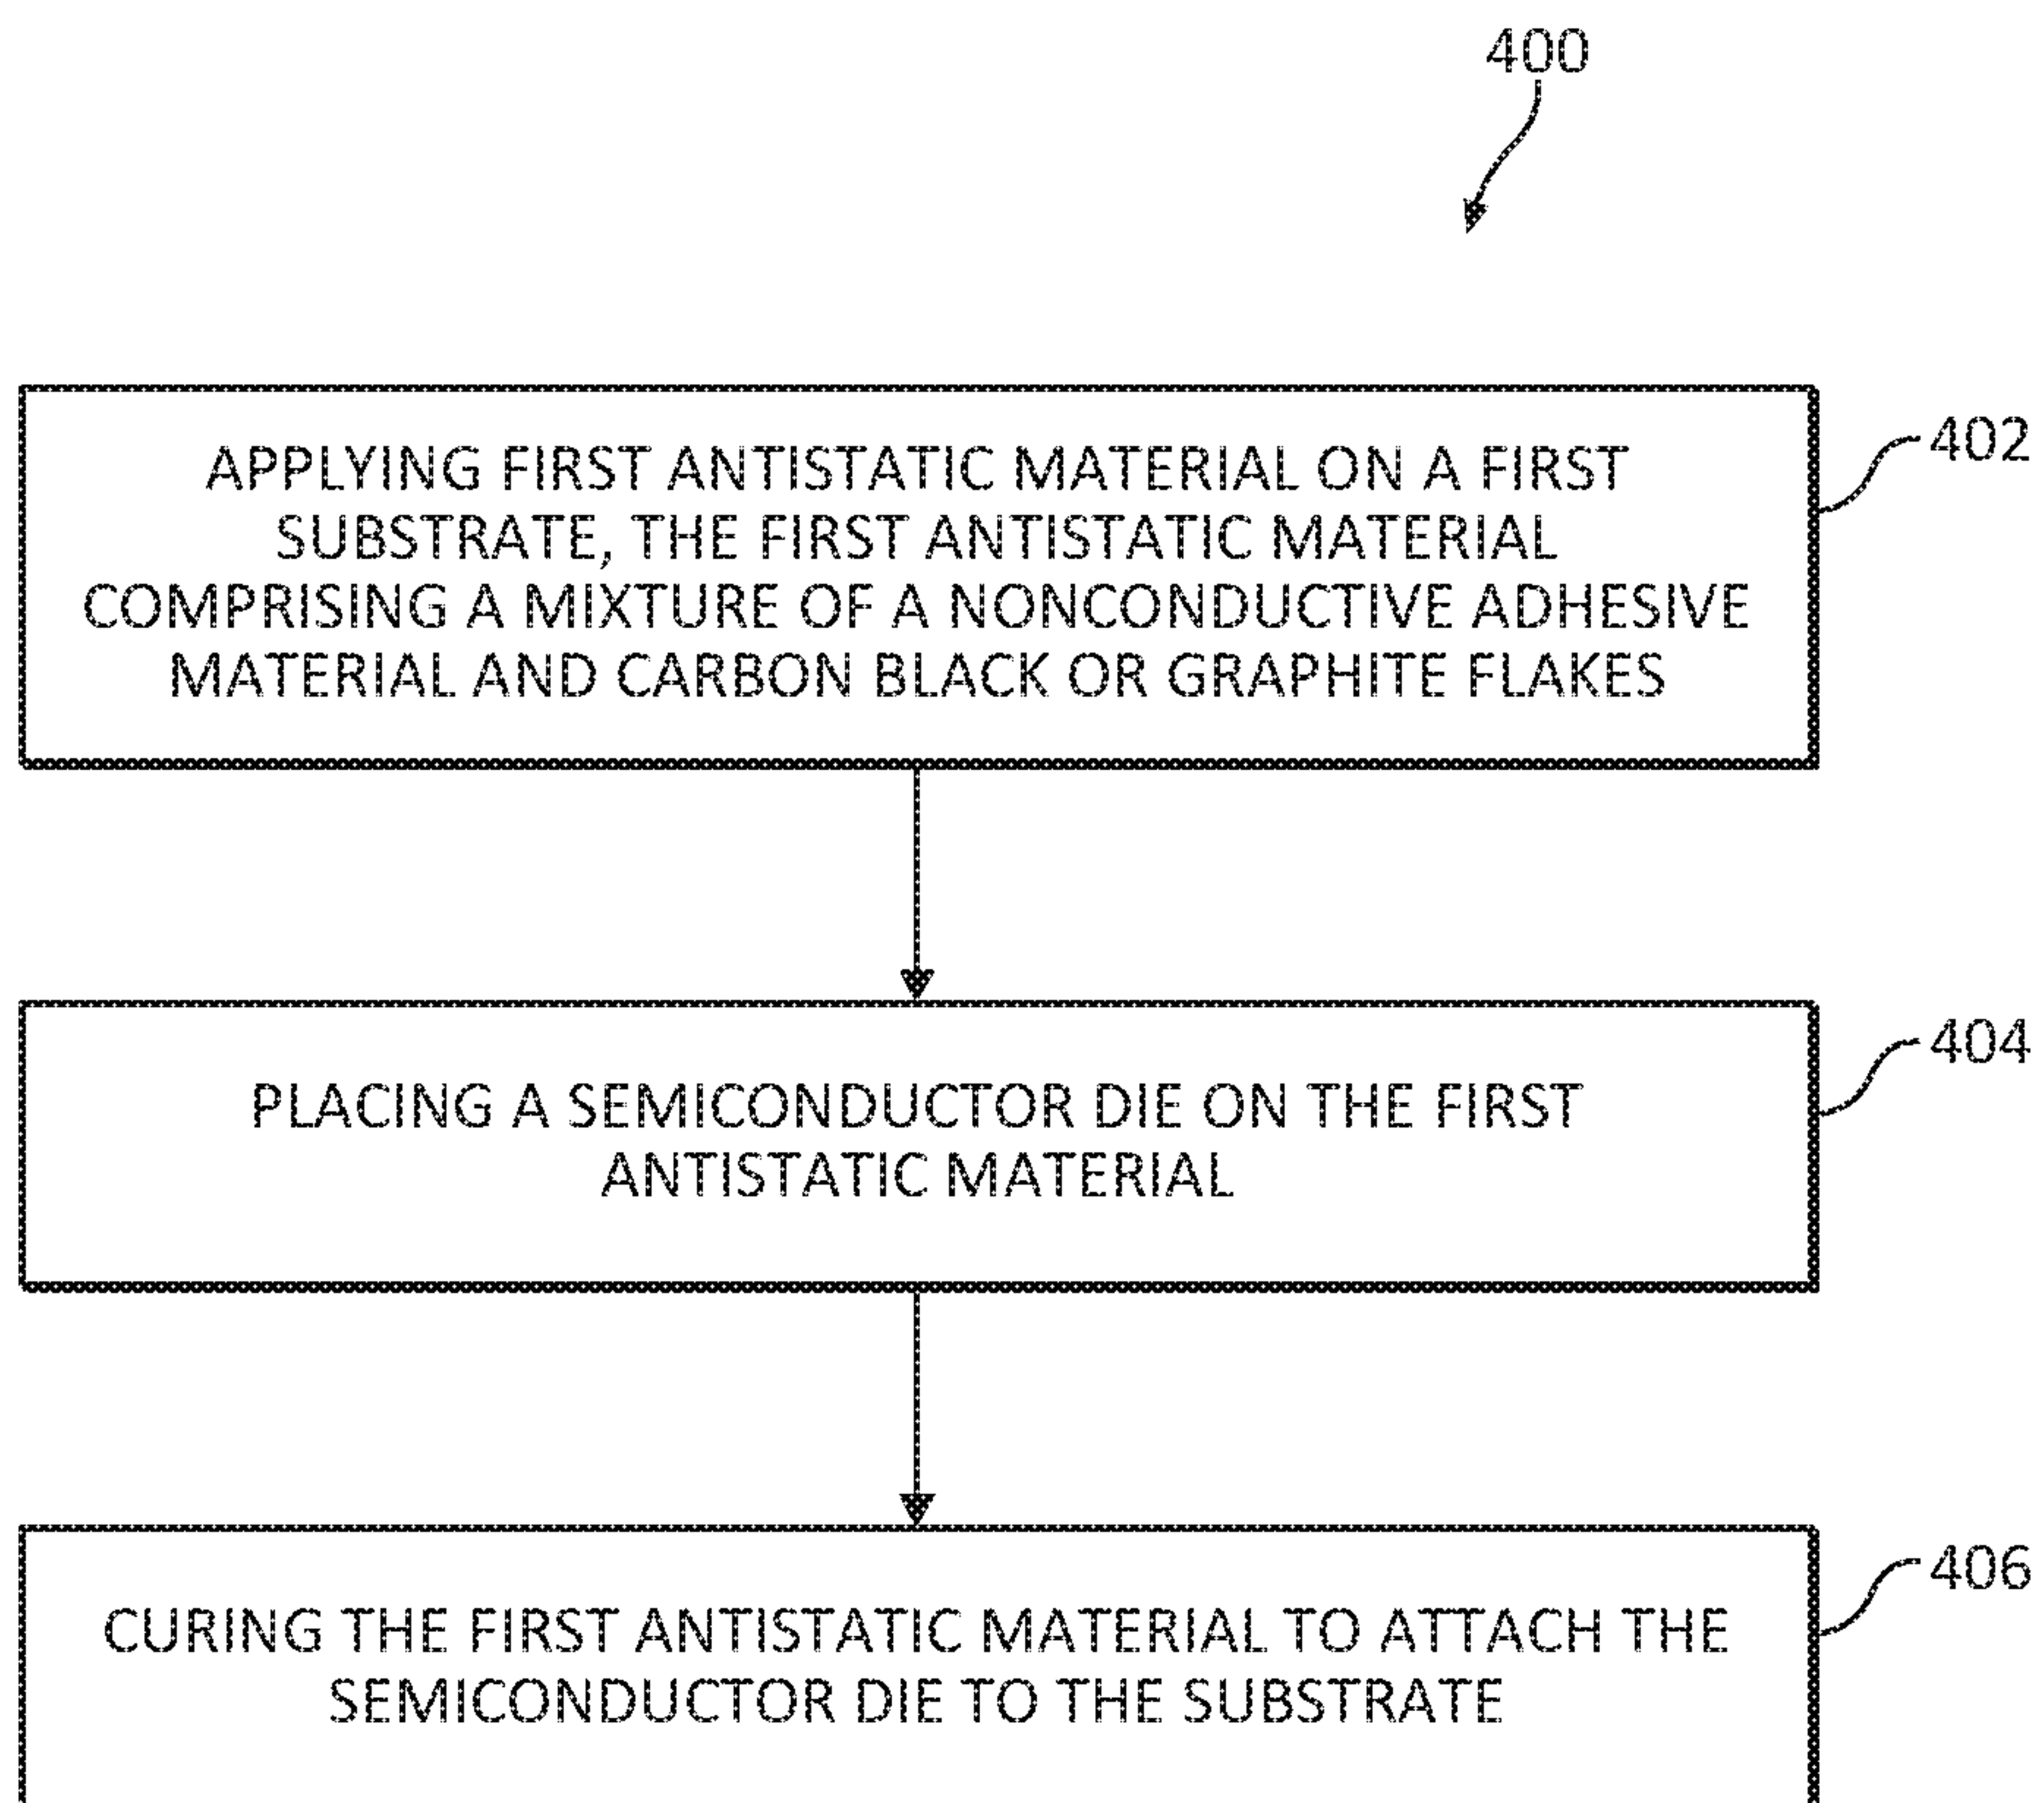 400
APPLYING FIRST ANTISTATIC MATERIAL ON A FIRST
SUBSTRATE, THE FIRST ANTISTATIC MATERIAL
COMPRISING A MIXTURE OF A NONCONDUCTIVE ADHESIVE
MATERIAL AND CARBON BLACK OR GRAPHITE FLAKES
402
PLACING A SEMICONDUCTOR DIE ON THE FIRST
ANTISTATIC MATERIAL
404
CURING THE FIRST ANTISTATIC MATERIAL TO ATTACH THE
SEMICONDUCTOR DIE TO THE SUBSTRATE
406